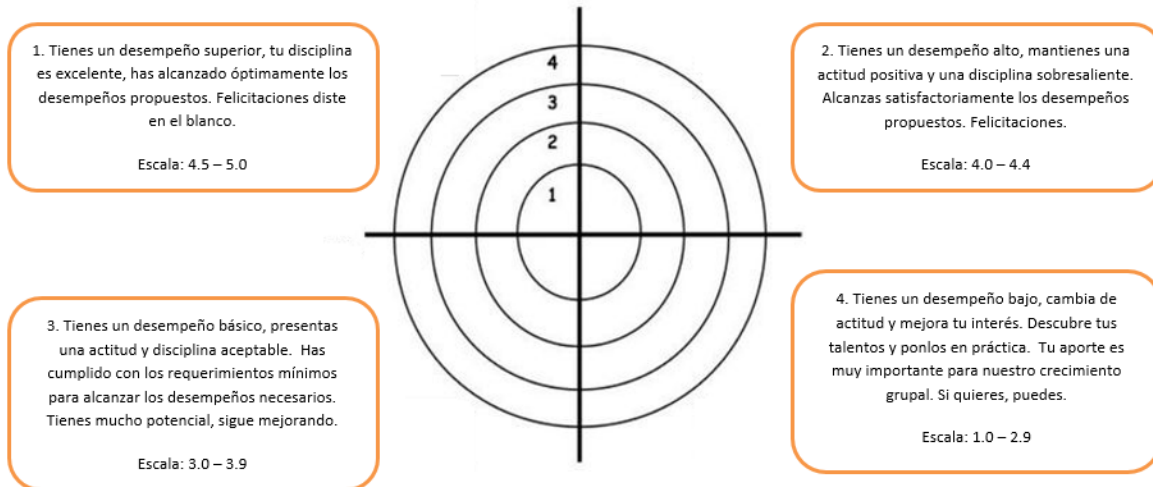 1. Tienes un desempeño superior, tu disciplina
es excelente, has alcanzado óptimamente los
desempeños propuestos. Felicitaciones diste
en el blanco.
Escala: 4.5 – 5.0
4
3
2
1
2. Tienes un desempeño alto, mantienes una
actitud positiva y una disciplina sobresaliente.
Alcanzas satisfactoriamente los desempeños
propuestos. Felicitaciones.
Escala: 4.0 – 4.4
3. Tienes un desempeño básico, presentas
una actitud y disciplina aceptable.  Has
cumplido con los requerimientos mínimos
para alcanzar los desempeños necesarios.
Tienes mucho potencial, sigue mejorando.
Escala: 3.0 – 3.9
4. Tienes un desempeño bajo, cambia de
actitud y mejora tu interés. Descubre tus
talentos y ponlos en práctica.  Tu aporte es
muy importante para nuestro crecimiento
grupal. Si quieres, puedes.
Escala: 1.0 – 2.9